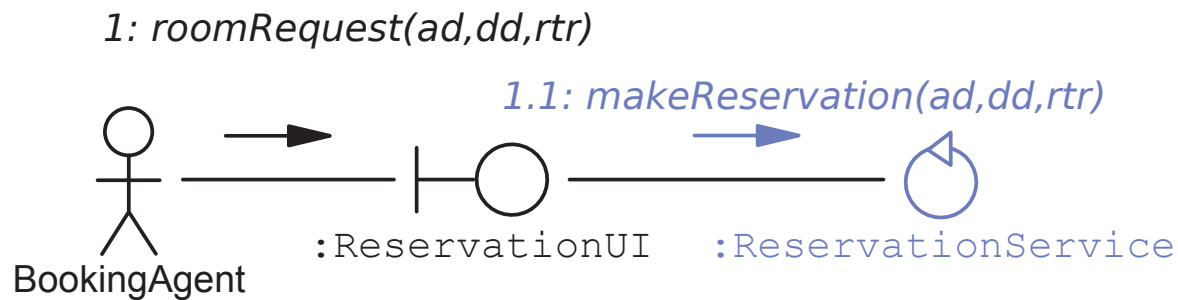 1: roomRequest(ad,dd,rtr)
1.1: makeReservation(ad,dd,rtr)
:ReservationUI
:ReservationService
BookingAgent